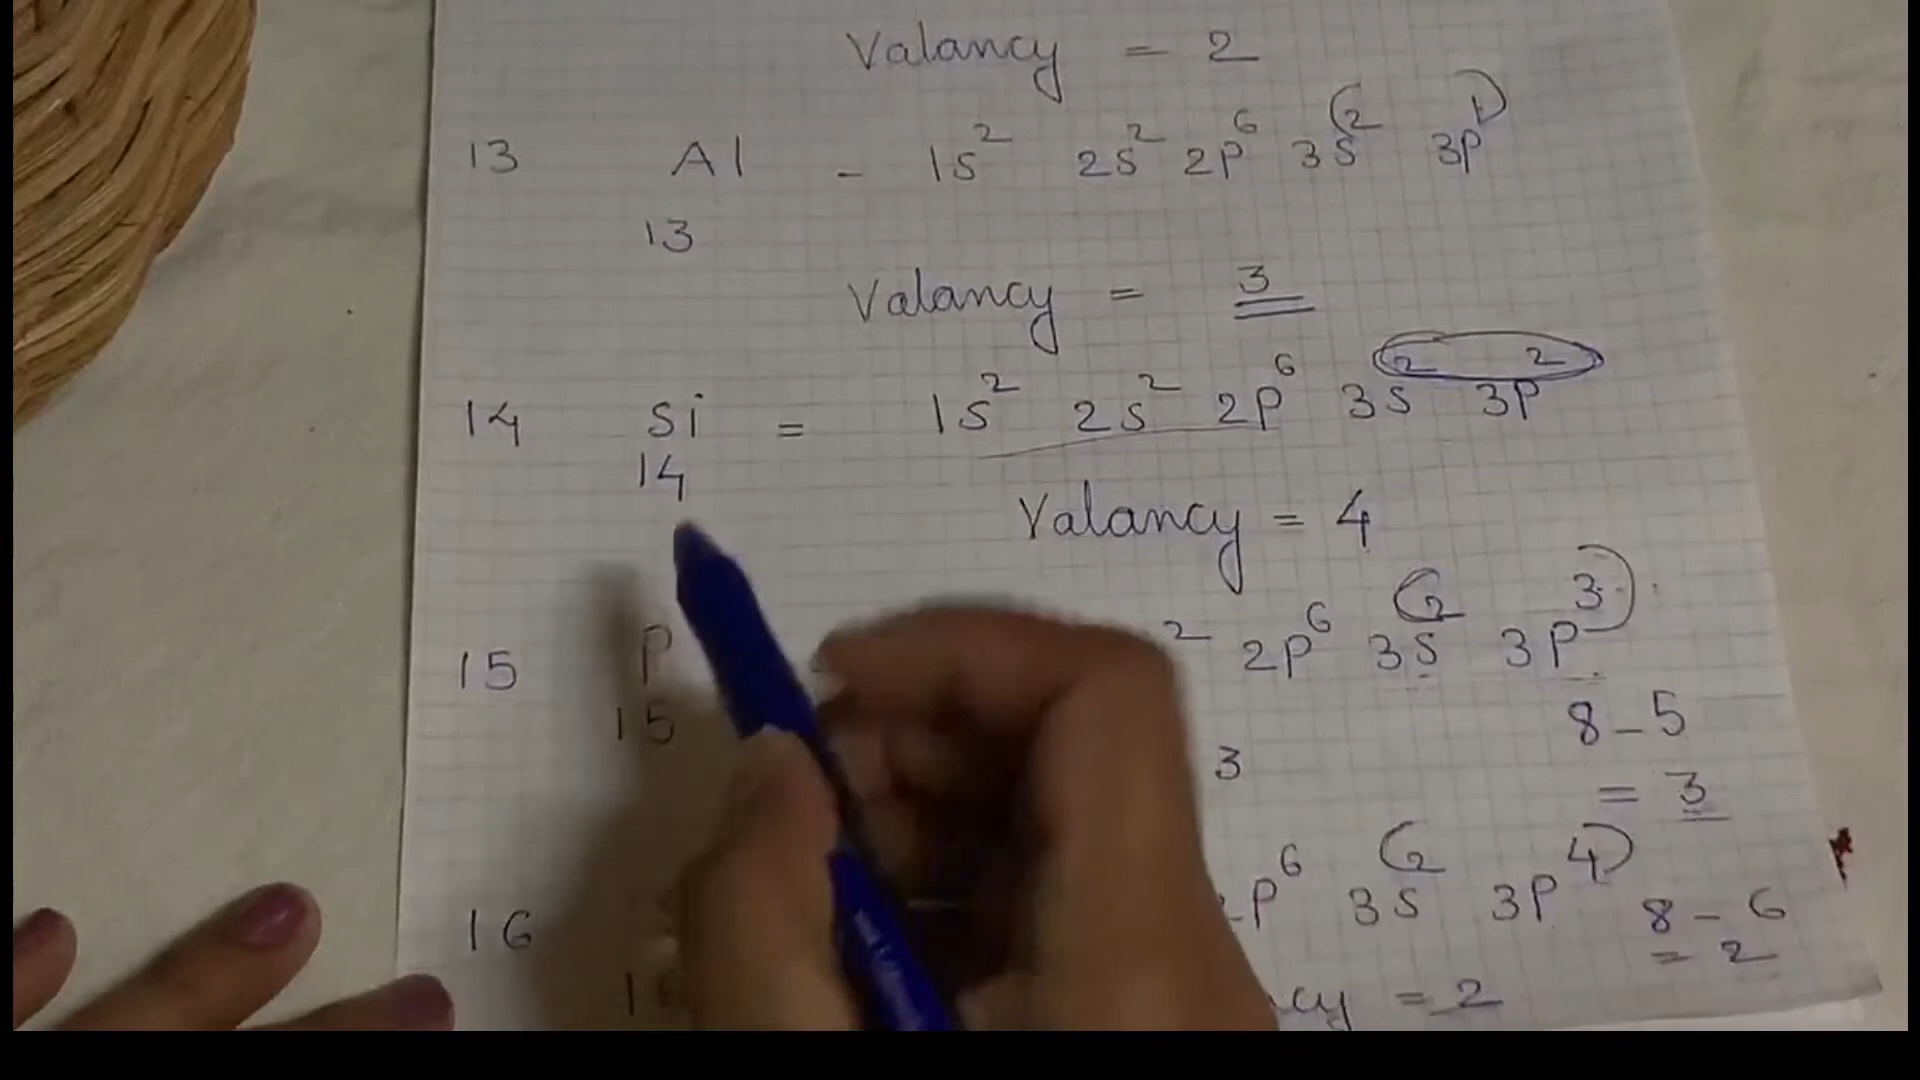 Valancy = 2
13 Al - 1s² 2s² 2p⁶ 3s² 3p¹
13
Valancy = 3
14 Si = 1s² 2s² 2p⁶ 3s² 3p²
14
Valancy = 4
15 P ² 2p⁶ 3s² 3p³
15
8 - 5
3
= 3
16 p⁶ 3s² 3p⁴
8 - 6
= 2
ncy = 2